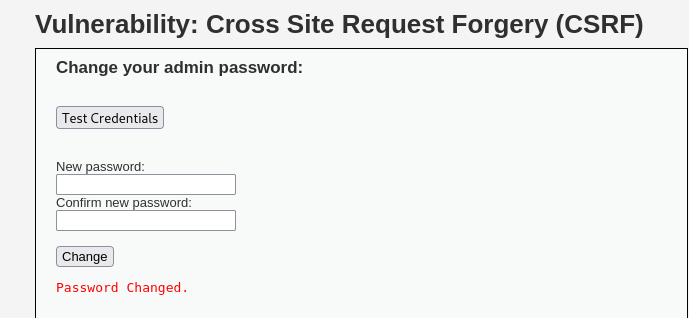 Vulnerability: Cross Site Request Forgery (CSRF)
Change your admin password:
Test Credentials
New password:
Confirm new password:
Change
Password Changed.